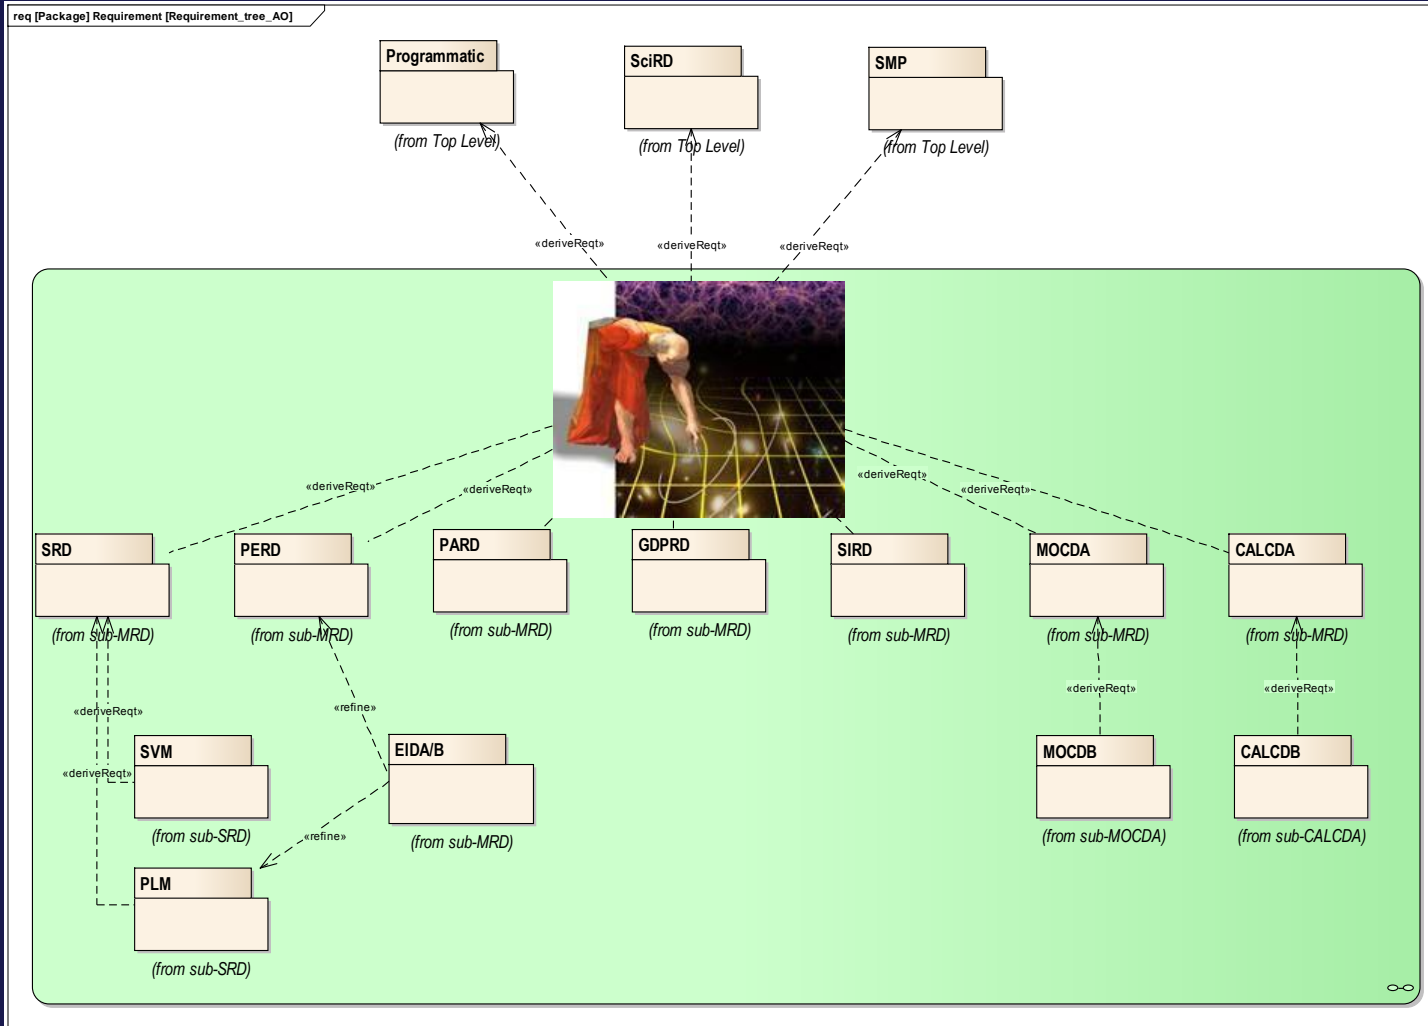 req [Package] Requirement [Requirement_tree_AO]
Programmatic
SciRD
SMP
(from Top Level)
(from Top Level)
(from Top Level)
«deriveReqt»
«deriveReqt»
«deriveReqt»
«deriveReqt»
«deriveReqt»
«deriveReqt»
«deriveReqt»
SRD
PERD
PARD
GDPRD
SIRD
MOCDA
CALCDA
(from sub-MRD)
(from sub-MRD)
(from sub-MRD)
(from sub-MRD)
(from sub-MRD)
(from sub-MRD)
(from sub-MRD)
«deriveReqt»
«refine»
«deriveReqt»
«deriveReqt»
SVM
EIDA/B
MOCDB
CALCDB
«deriveReqt»
(from sub-SRD)
«refine»
(from sub-MRD)
(from sub-MOCDA)
(from sub-CALCDA)
PLM
(from sub-SRD)